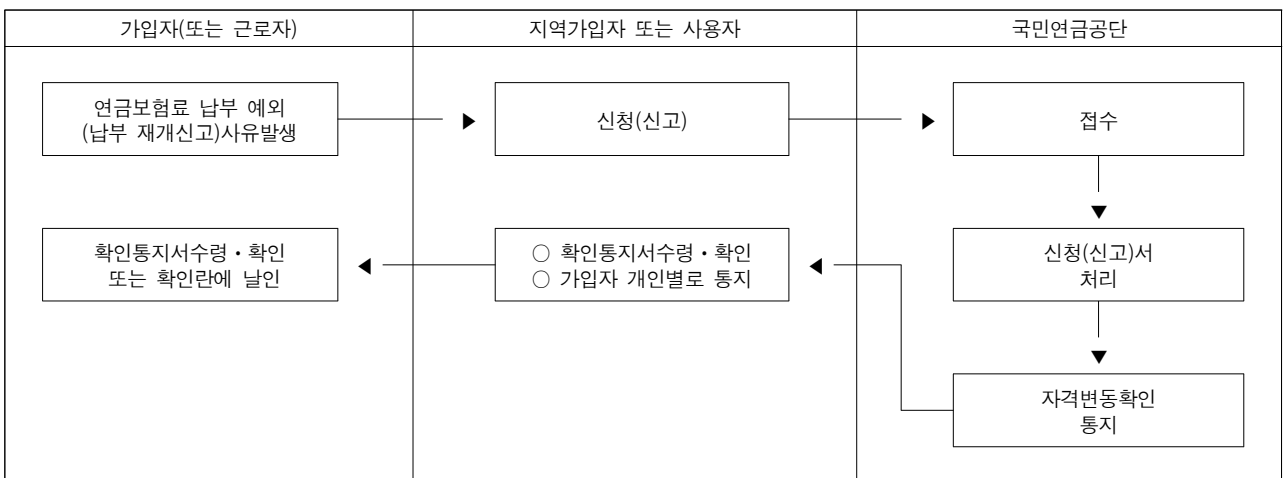 가입자(또는 근로자)
지역가입자 또는 사용자
국민연금공단
연금보험료 납부 예외
(납부 재개신고)사유발생
신청(신고)
접수
확인통지서수령・확인
또는 확인란에 날인
○ 확인통지서수령・확인
○ 가입자 개인별로 통지
신청(신고)서
처리
자격변동확인
통지